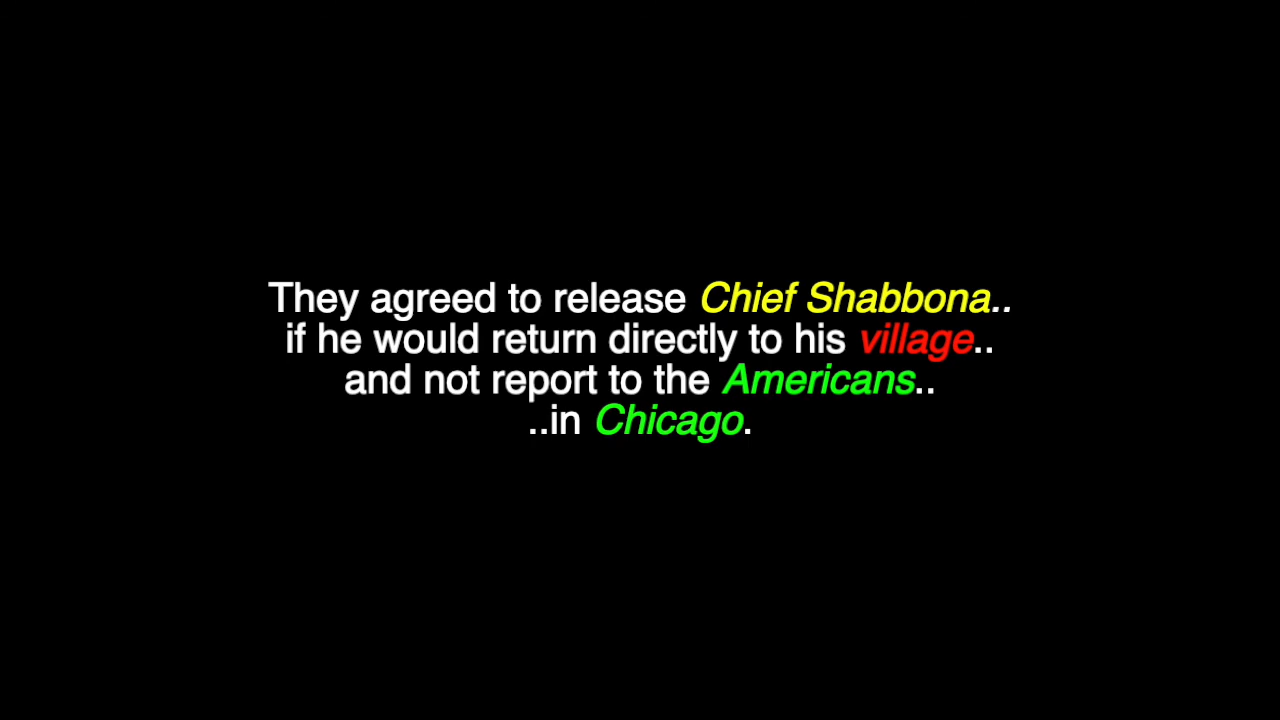 They agreed to release Chief Shabbona..
if he would return directly to his village..
and not report to the Americans..
..in Chicago.